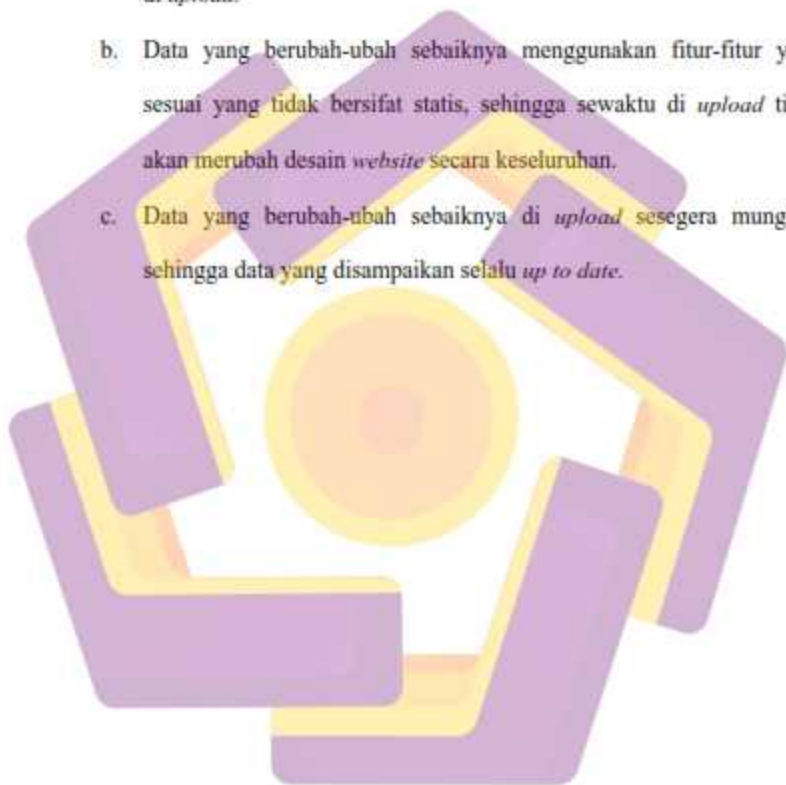 di upload.
b. Data yang berubah-ubah sebaiknya menggunakan fitur-fitur
sesuai yang tidak bersifat statis, sehingga sewaktu di upload
akan merubah desain website secara keseluruhan.
c. Data yang berubah-ubah sebaiknya di upload sesegera
sehingga data yang disampaikan selalu up to date.